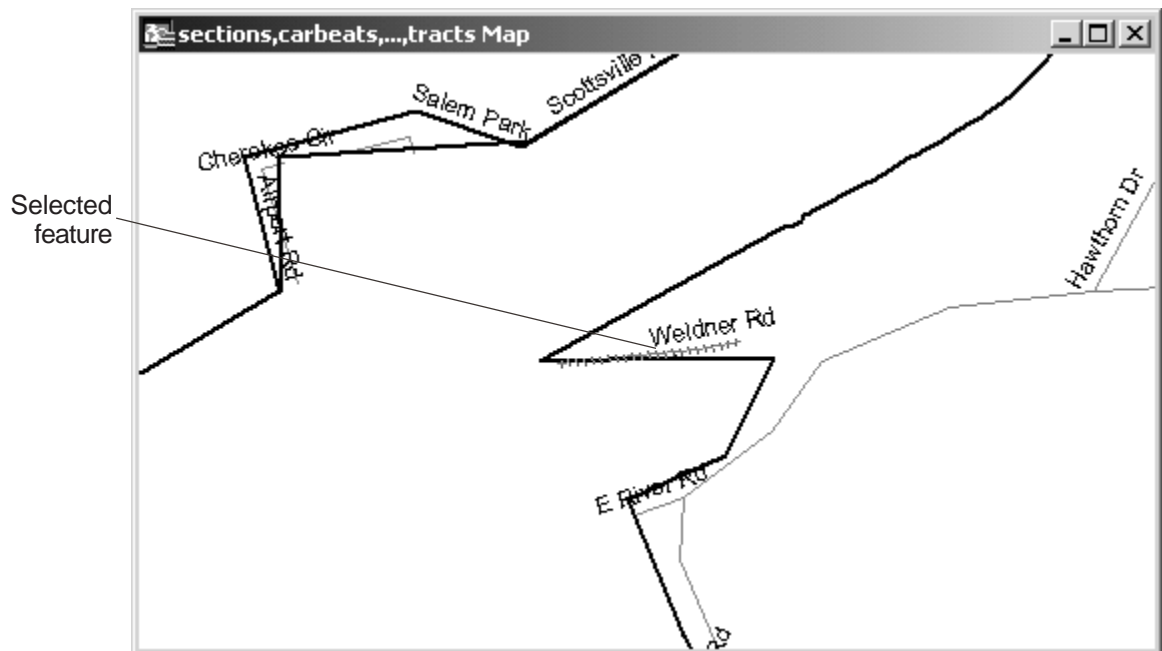 sections,carbeats,...,tracts Map
Salem Park
Scottsville
Cherokee Cir
Airport Rd
Selected
feature
Hawthorn Dr
Weldner Rd
E River Rd
Rd